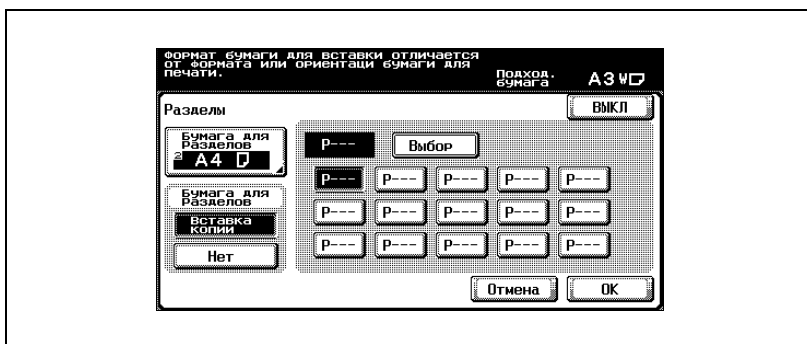 Формат бумаги для вставки отличается
от формата или ориентаци бумаги для
печати.
Подход.
бумага
A3
Разделы
ВЫКЛ
Бумага для
Разделов
2 A4
P---
Выбор
P--- P--- P--- P--- P---
Бумага для
Разделов
Вставка
копии
P--- P--- P--- P--- P---
Нет
P--- P--- P--- P--- P---
Отмена
OK